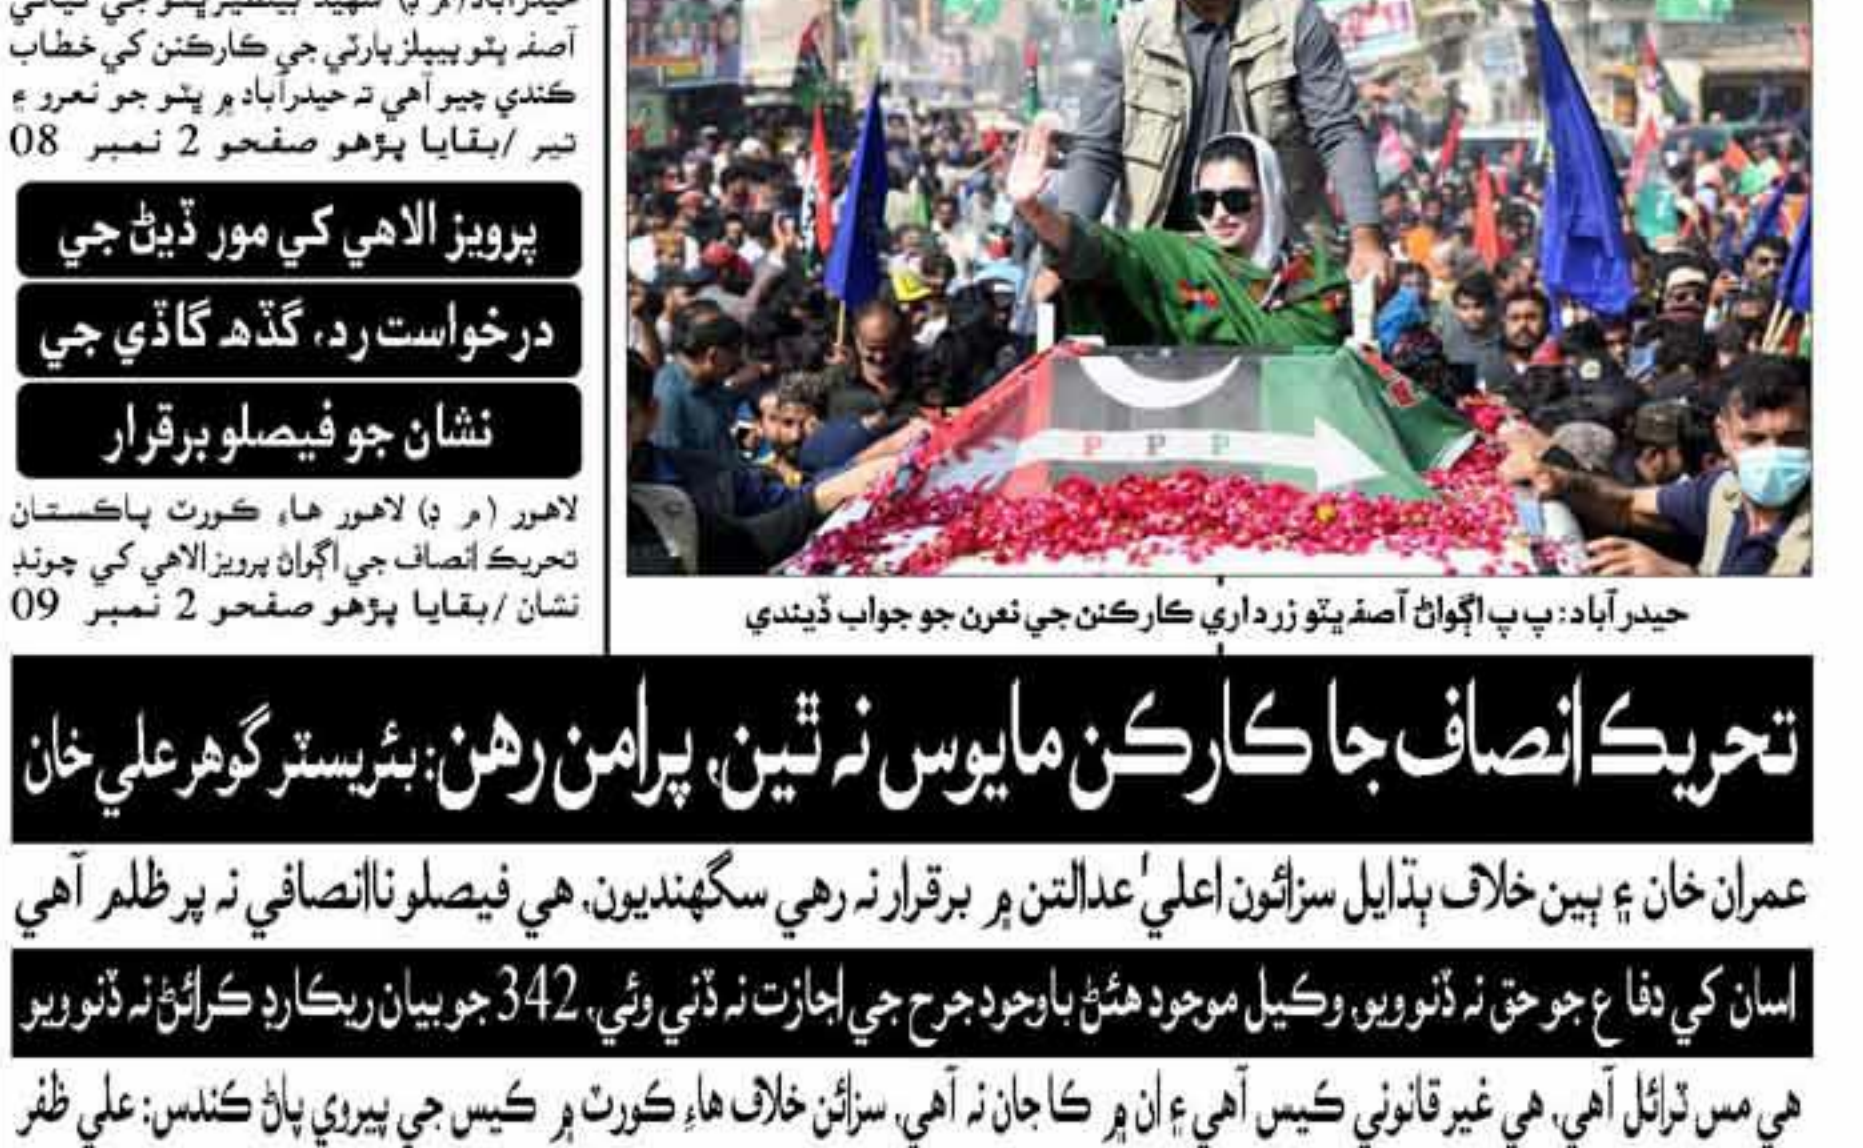 آصفه ڀٽو پيپلز پارٽي جي ڪارڪنن کي خطاب
ڪندي چيو آهي ته حيدرآباد ۾ ڀٽو جو نعرو ۽
تير /بقايا پڙهو صفحو 2 نمبر 08
پرويز الاهي کي مور ڏيڻ جي
درخواست رد، گڏهه گاڏي جي
نشان جو فيصلو برقرار
لاهور (م ڊ) لاهور هاءِ ڪورٽ پاڪستان
تحريڪ انصاف جي اڳواڻ پرويز الاهي کي چونڊ
نشان /بقايا پڙهو صفحو 2 نمبر 09
P P P
حيدرآباد: پ پ اڳواڻ آصفه ڀٽو زرداري ڪارڪنن جي نعرن جو جواب ڏيندي
تحريڪ انصاف جا ڪارڪن مايوس نه ٿين، پرامن رهن: بئريسٽر گوهر علي خان
عمران خان ۽ ٻين خلاف ٻڌايل سزائون اعليٰ عدالتن ۾ برقرار نه رهي سگهنديون، هي فيصلو ناانصافي نه پر ظلم آهي
اسان کي دفاع جو حق نه ڏنو ويو، وڪيل موجود هئڻ باوجود جرح جي اجازت نه ڏني وئي، 342 جو بيان ريڪارڊ ڪرائڻ نه ڏنو ويو
هي مس ٽرائل آهي، هي غير قانوني ڪيس آهي ۽ ان ۾ ڪا جان نه آهي، سزائن خلاف هاءِ ڪورٽ ۾ ڪيس جي پيروي پاڻ ڪندس: علي ظفر